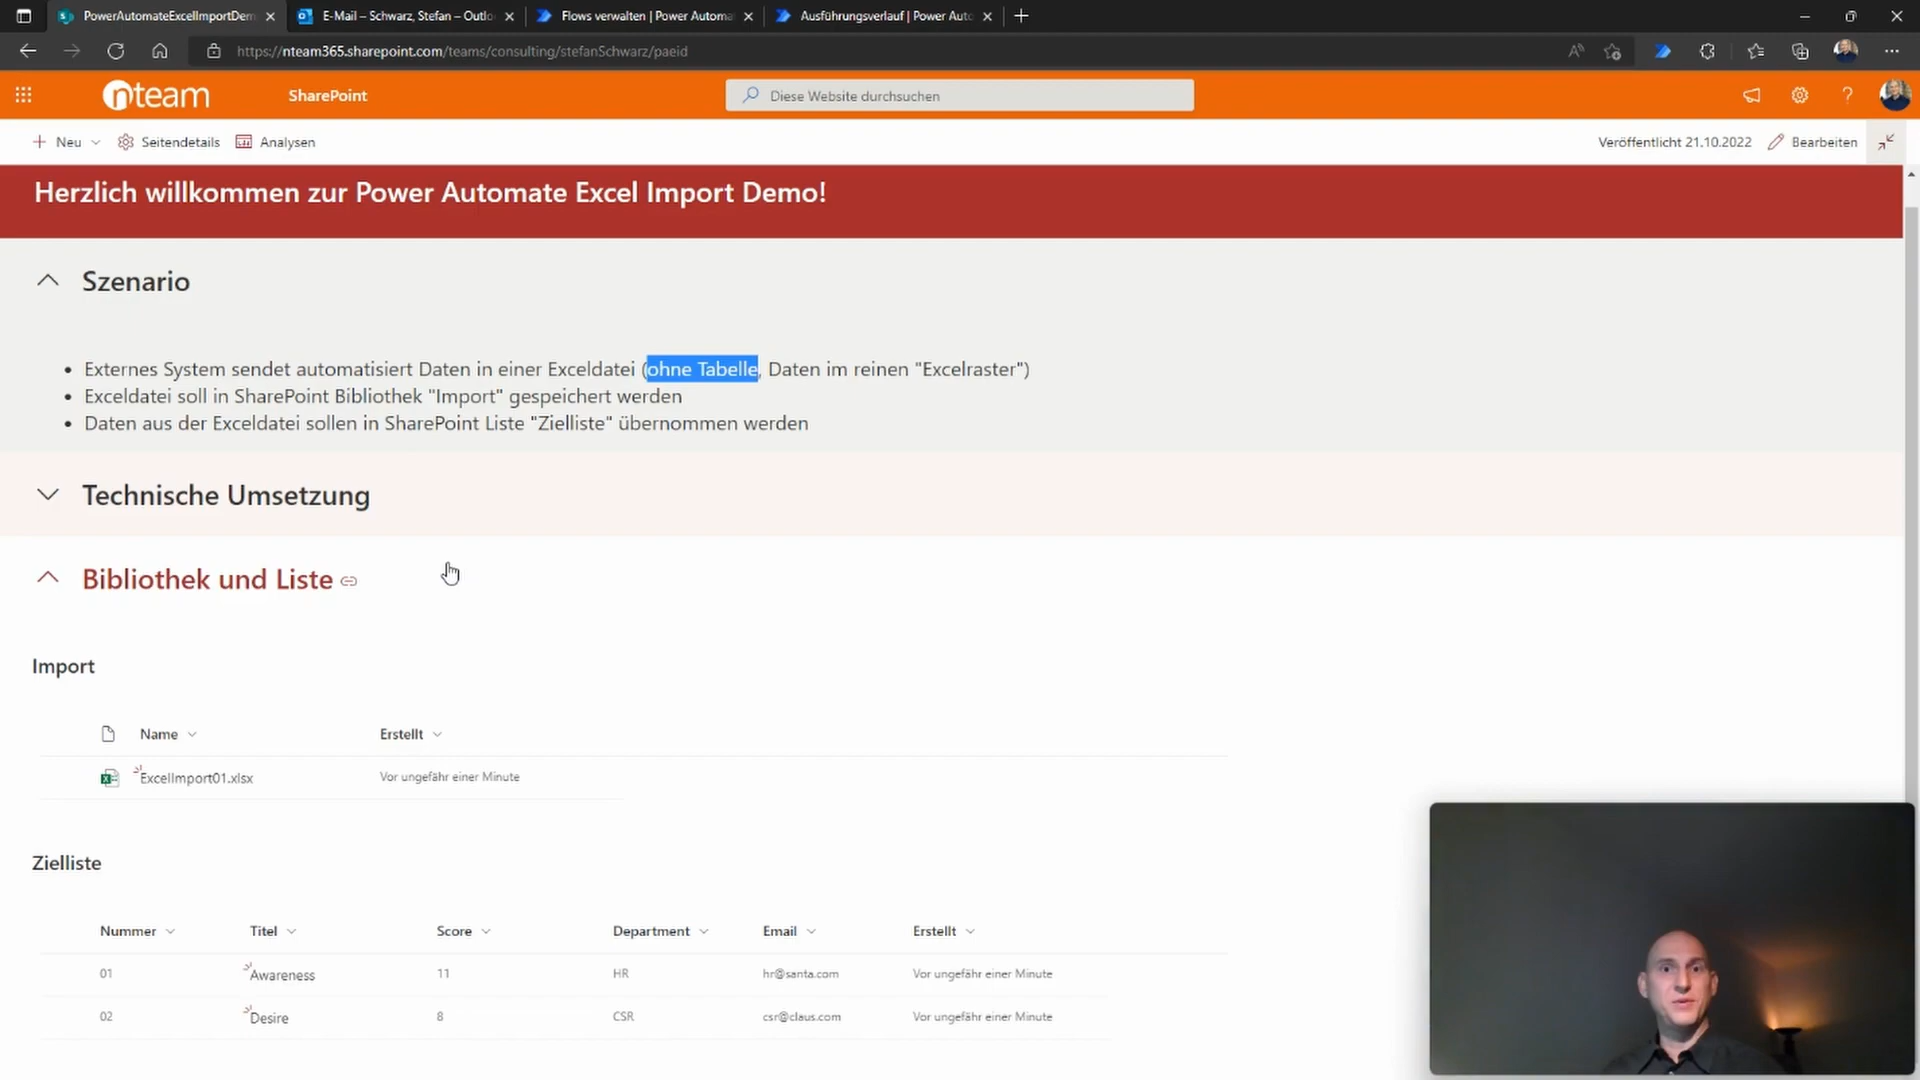 PowerAutomateExcelImportDem
E-Mail – Schwarz, Stefan – Outlo
Flows verwalten | Power Automa
Ausführungsverlauf | Power Auto
https://nteam365.sharepoint.com/teams/consulting/stefanSchwarz/paeid
nteam
SharePoint
Diese Website durchsuchen
Neu
Seitendetails
Analysen
Veröffentlicht 21.10.2022
Bearbeiten
Herzlich willkommen zur Power Automate Excel Import Demo!
Szenario
• Externes System sendet automatisiert Daten in einer Exceldatei (ohne Tabelle, Daten im reinen "Excelraster")
• Exceldatei soll in SharePoint Bibliothek "Import" gespeichert werden
• Daten aus der Exceldatei sollen in SharePoint Liste "Zielliste" übernommen werden
Technische Umsetzung
Bibliothek und Liste
Import
Name Erstellt
ExcelImport01.xlsx Vor ungefähr einer Minute
Zielliste
Nummer Titel Score Department Email Erstellt
01 Awareness 11 HR hr@santa.com Vor ungefähr einer Minute
02 Desire 8 CSR csr@claus.com Vor ungefähr einer Minute